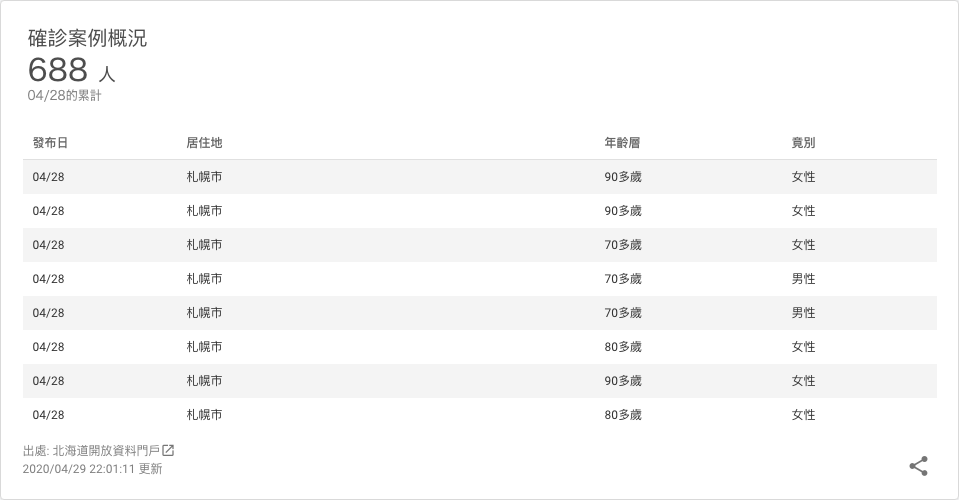 確診案例概況
688 人
04/28的累計
發布日 居住地 年齡層 竟別
04/28 札幌市 90多歲 女性
04/28 札幌市 90多歲 女性
04/28 札幌市 70多歲 女性
04/28 札幌市 70多歲 男性
04/28 札幌市 70多歲 男性
04/28 札幌市 80多歲 女性
04/28 札幌市 90多歲 女性
04/28 札幌市 80多歲 女性
出處: 北海道開放資料門戶
2020/04/29 22:01:11 更新